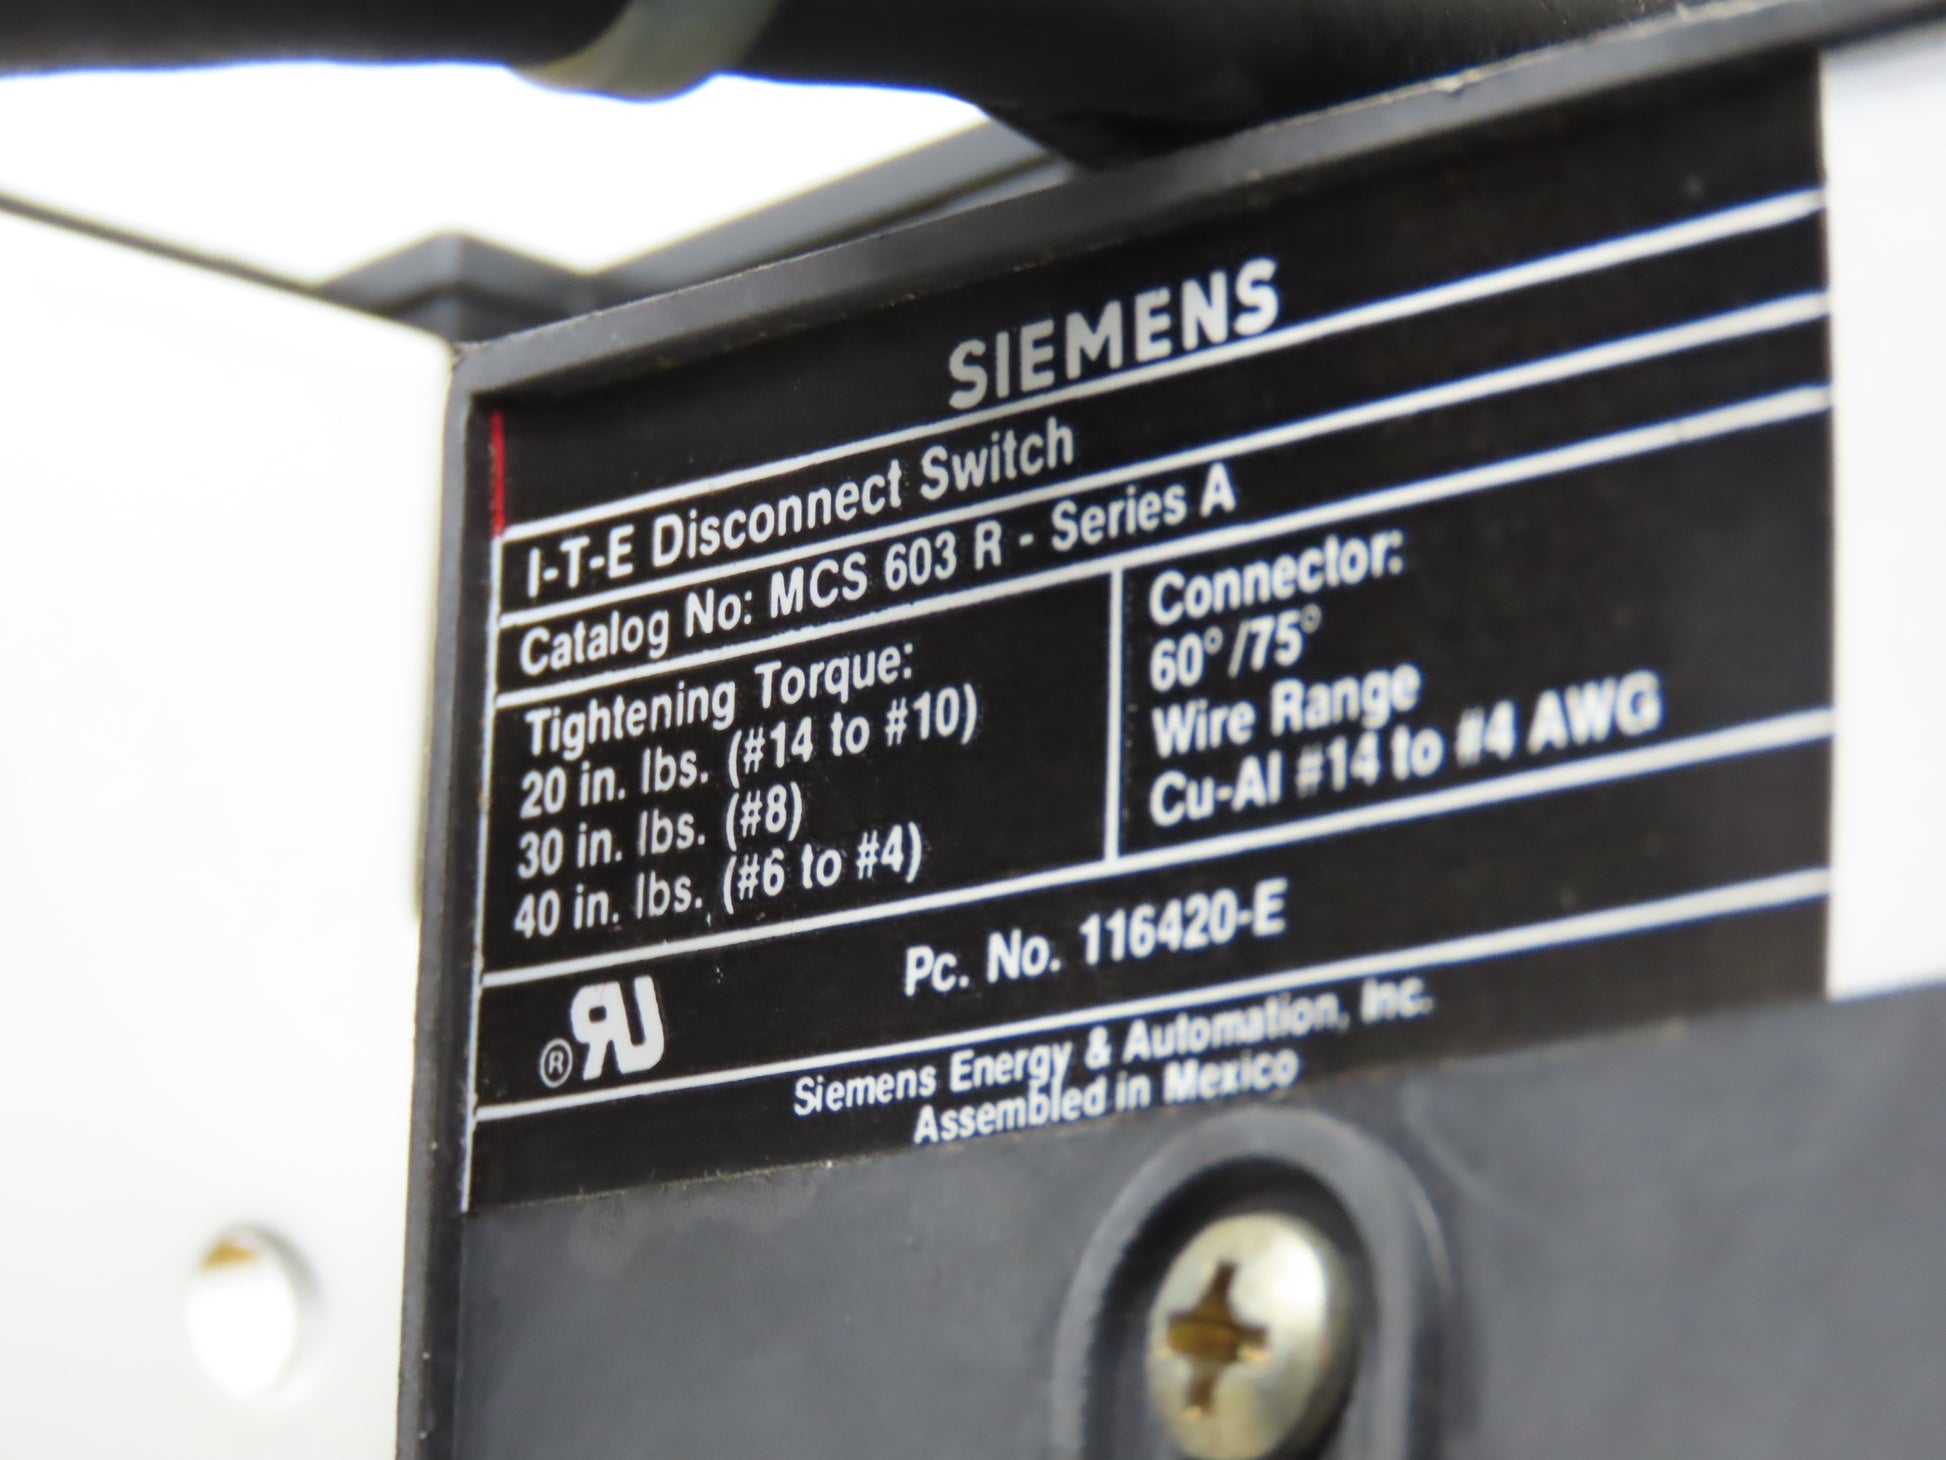 SIEMENS
I-T-E Disconnect Switch
Catalog No: MCS 603 R - Series A
Tightening Torque:
20 in. lbs. (#14 to #10)
30 in. lbs. (#8)
40 in. lbs. (#6 to #4)
Connector:
60°/75°
Wire Range
Cu-Al #14 to #4 AWG
Pc. No. 116420-E
® RU
Siemens Energy & Automation, Inc.
Assembled in Mexico